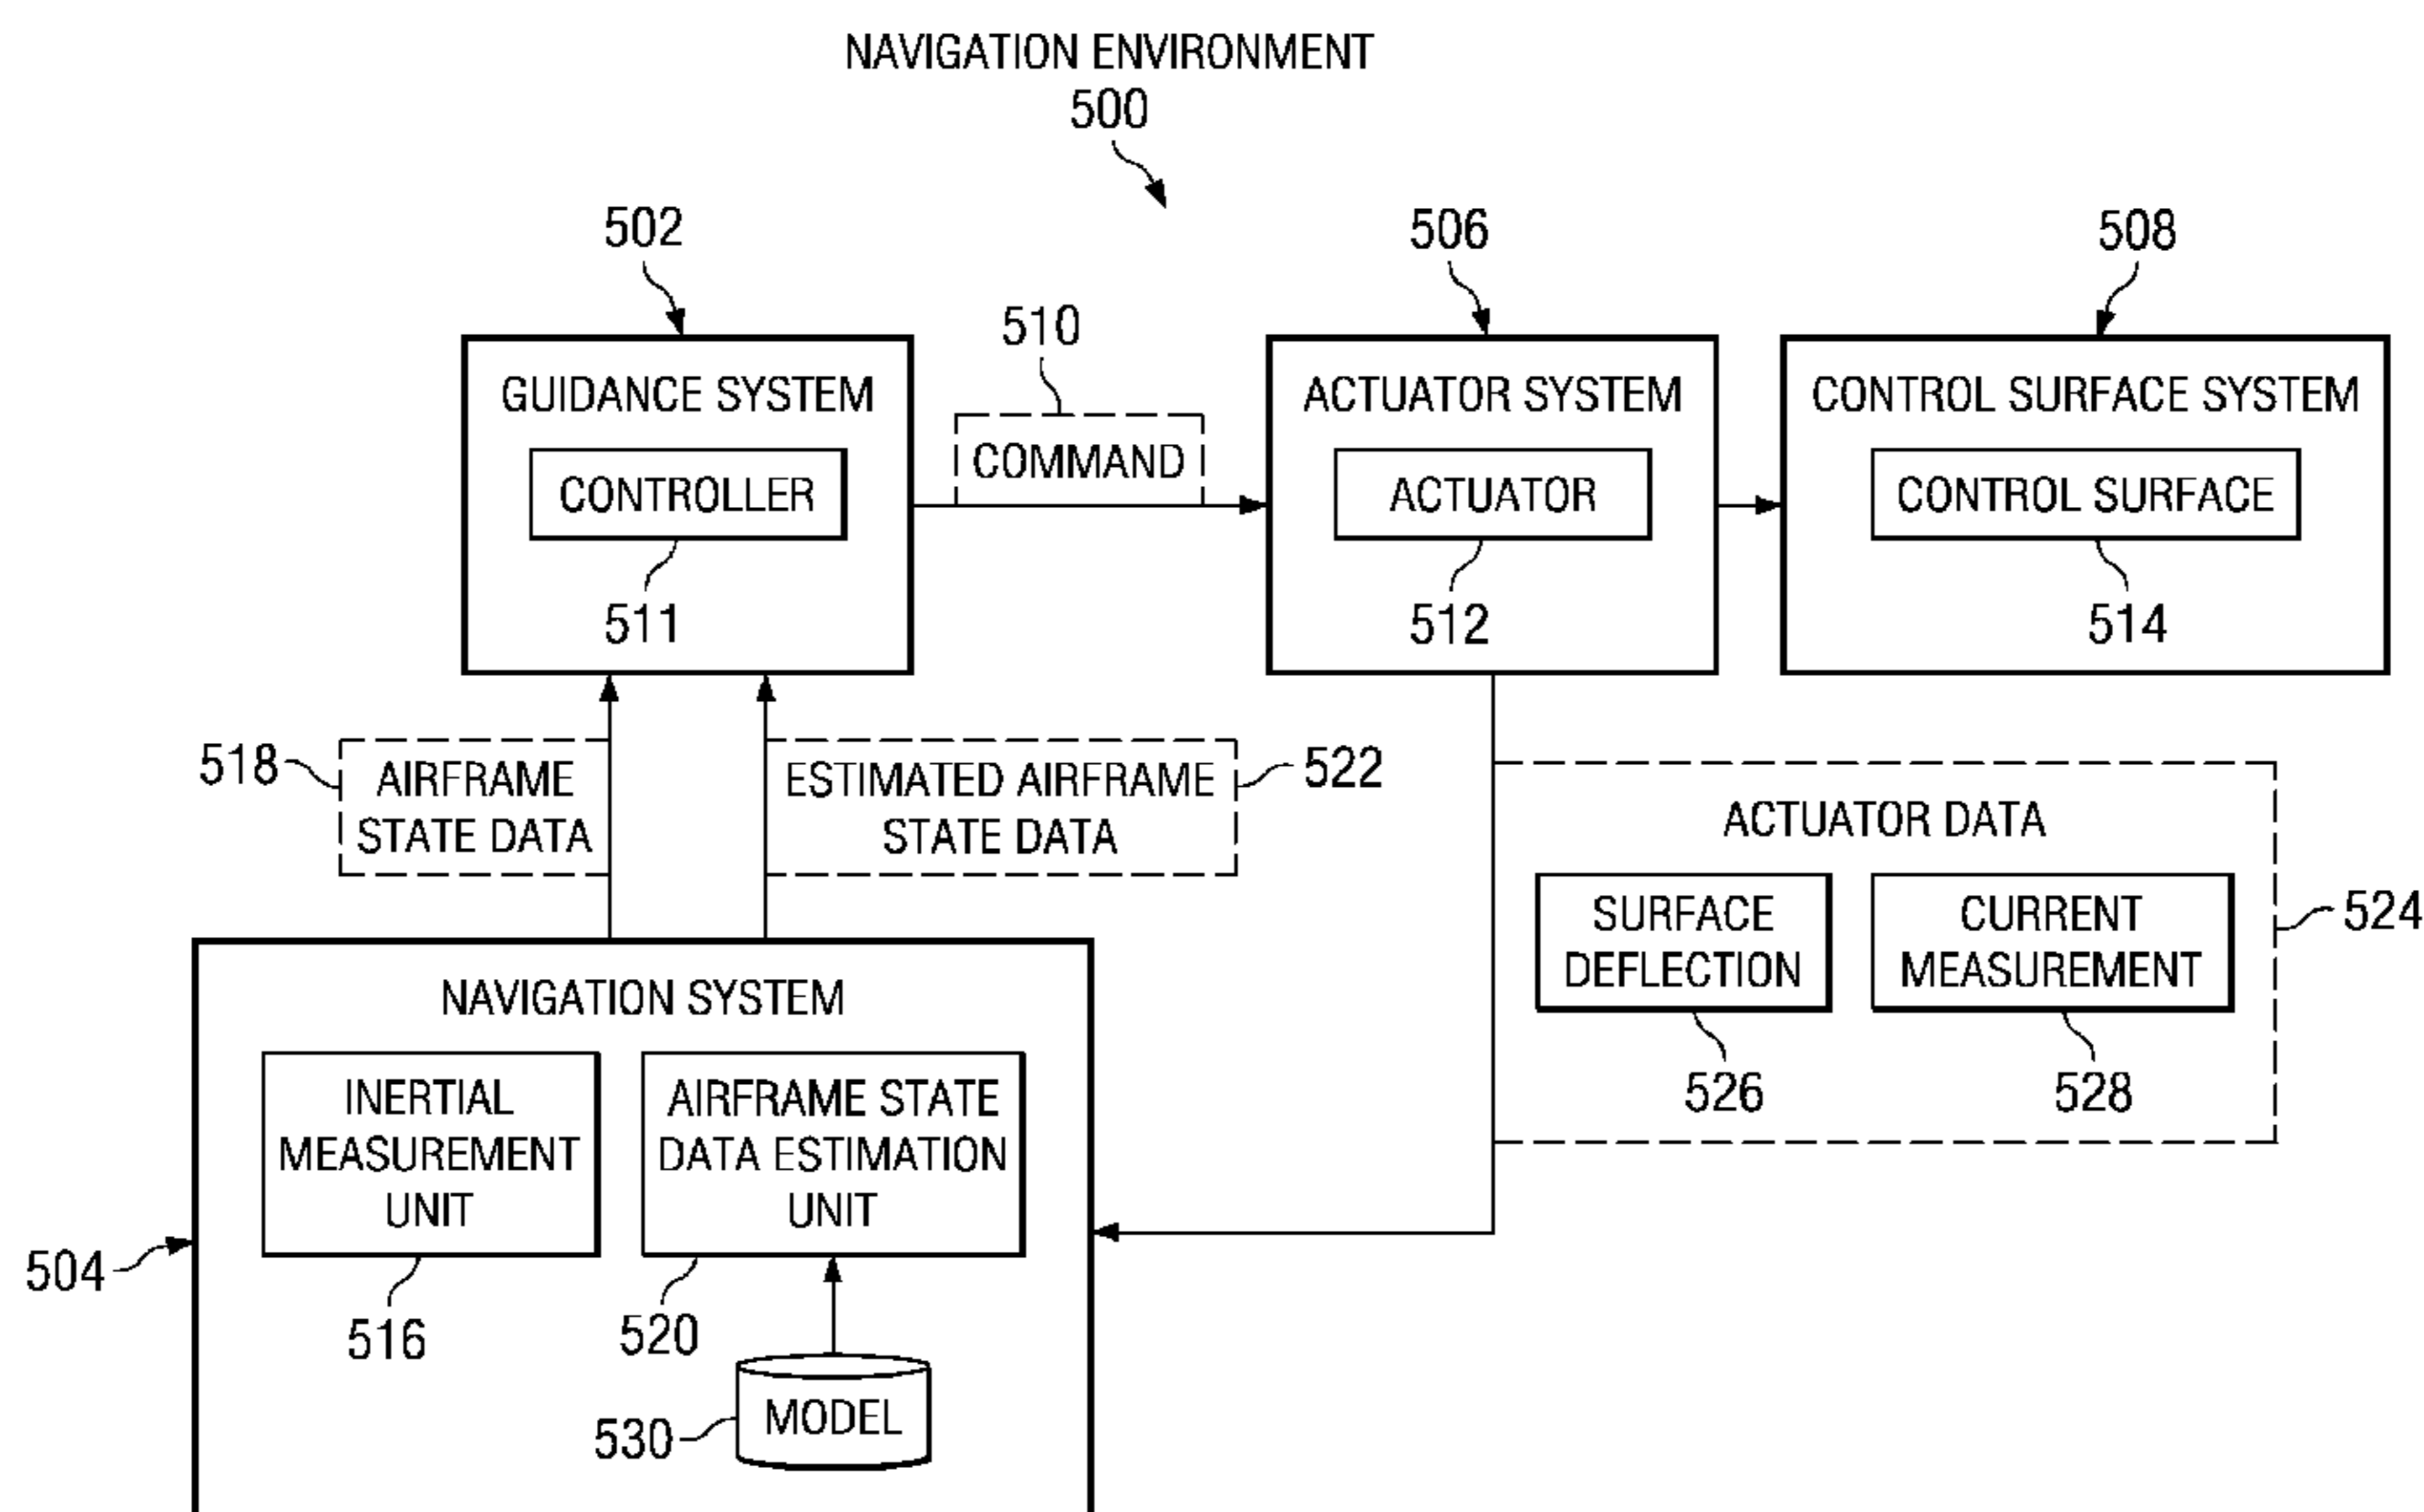 NAVIGATION ENVIRONMENT
500
502
506
508
510
GUIDANCE SYSTEM
CONTROLLER
511
COMMAND
ACTUATOR SYSTEM
ACTUATOR
512
CONTROL SURFACE SYSTEM
CONTROL SURFACE
514
518
AIRFRAME
STATE DATA
ESTIMATED AIRFRAME
STATE DATA
522
ACTUATOR DATA
SURFACE
DEFLECTION
526
CURRENT
MEASUREMENT
528
524
NAVIGATION SYSTEM
INERTIAL
MEASUREMENT
UNIT
516
AIRFRAME STATE
DATA ESTIMATION
UNIT
520
504
530
MODEL